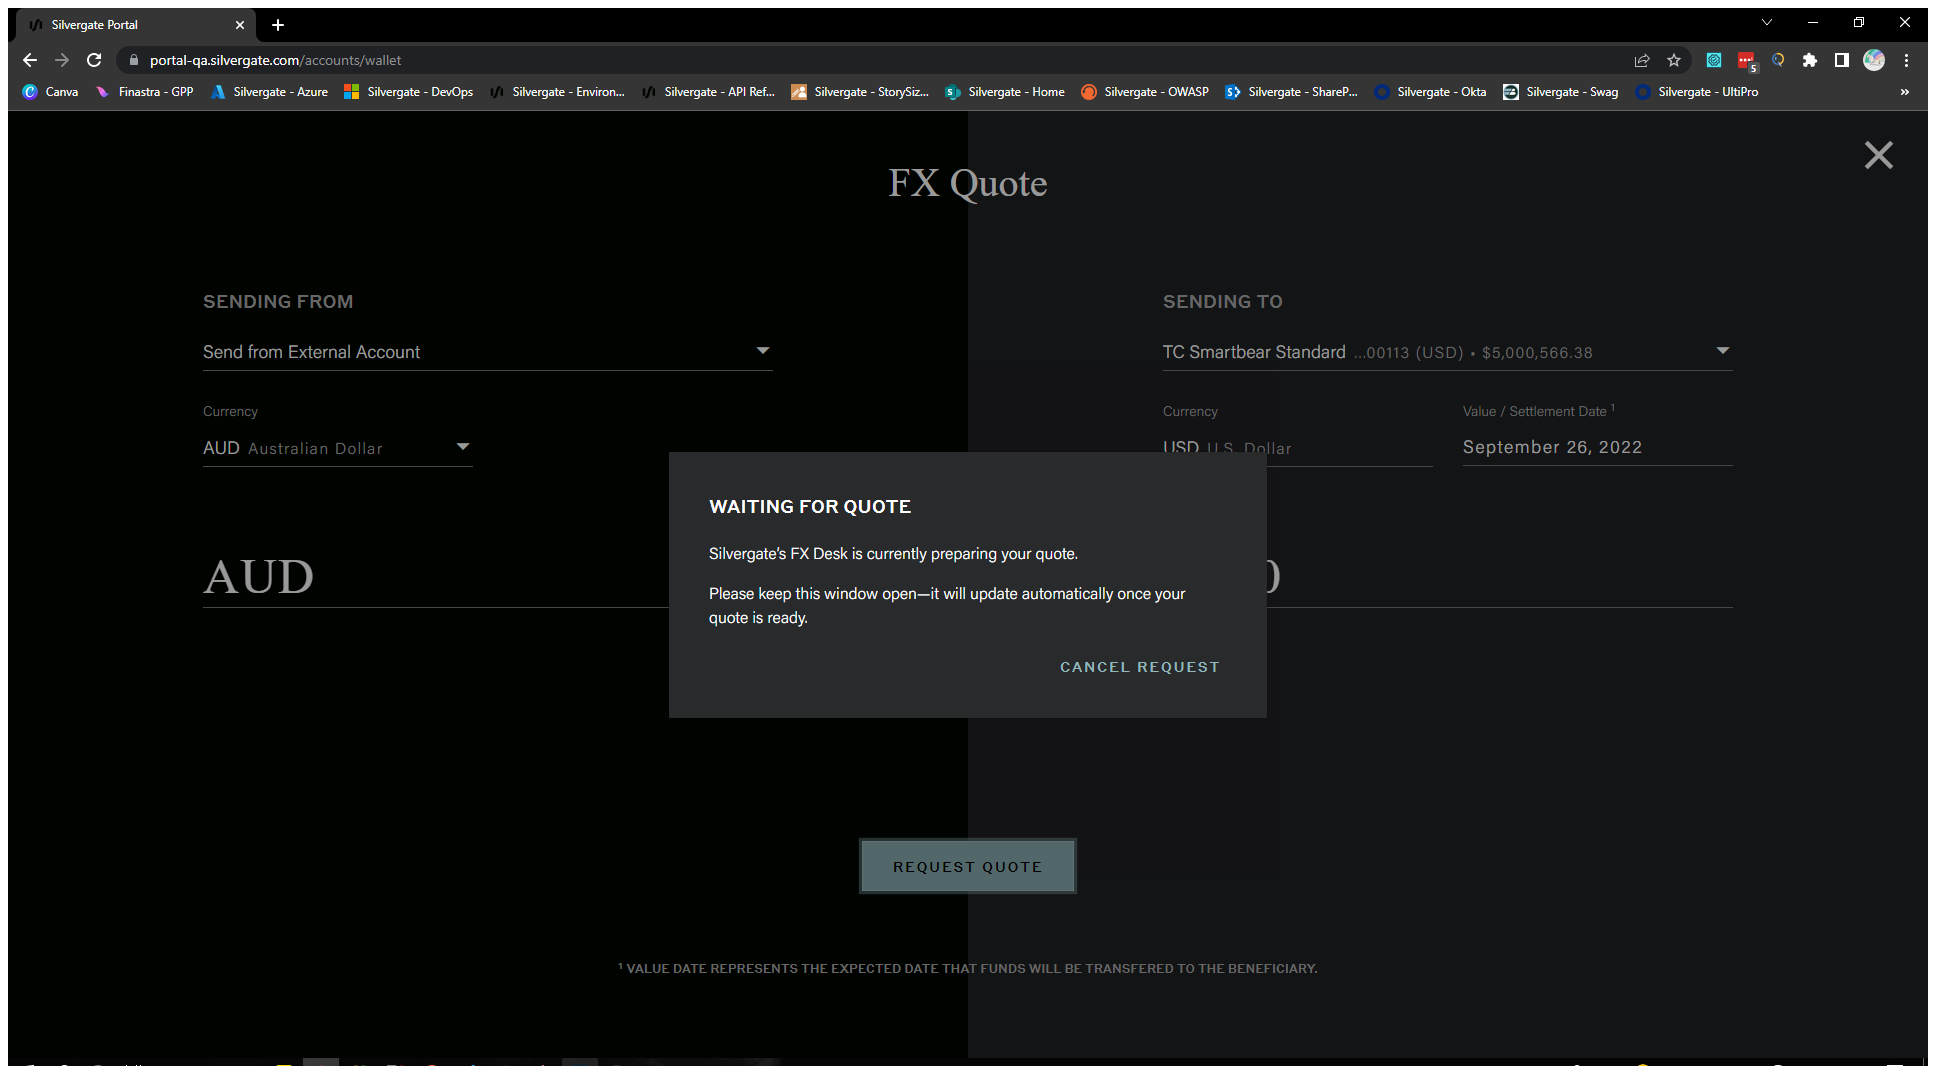 Silvergate Portal
portal-qa.silvergate.com/accounts/wallet
5
Canva Finastra - GPP Silvergate - Azure Silvergate - DevOps Silvergate - Environ... Silvergate - API Ref... Silvergate - StorySiz... Silvergate - Home Silvergate - OWASP Silvergate - ShareP... Silvergate - Okta Silvergate - Swag Silvergate - UltiPro »
FX Quote
SENDING FROM
Send from External Account
Currency
AUD Australian Dollar
AUD
SENDING TO
TC Smartbear Standard ...00113 (USD) • $5,000,566.38
Currency
USD U.S. Dollar
Value / Settlement Date 1
September 26, 2022
WAITING FOR QUOTE
Silvergate's FX Desk is currently preparing your quote.
Please keep this window open—it will update automatically once your
quote is ready.
CANCEL REQUEST
REQUEST QUOTE
1 VALUE DATE REPRESENTS THE EXPECTED DATE THAT FUNDS WILL BE TRANSFERED TO THE BENEFICIARY.